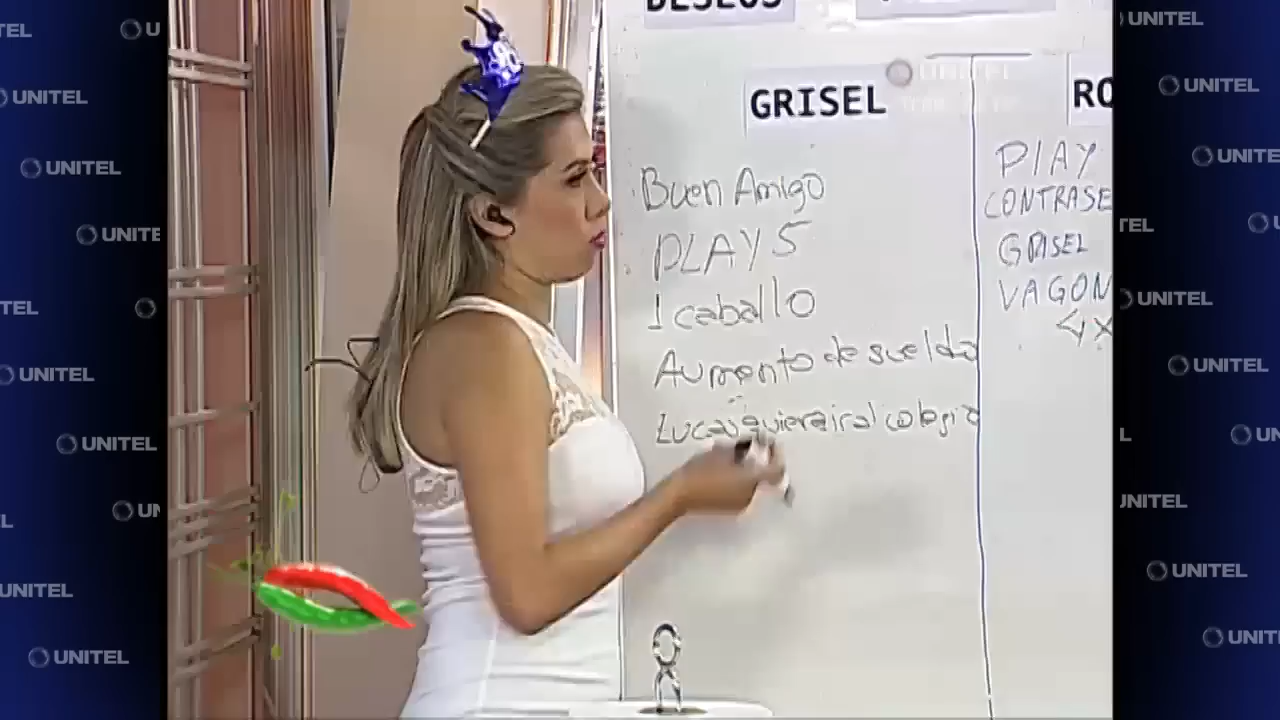 DESEOS
GRISEL
Buen Amigo
PLAY 5
1 caballo
Aumento de sueldo
Lucas quiera ir al colegio
RO
PLAY
CONTRASE
GRISEL
VAGON
4X
UNITEL